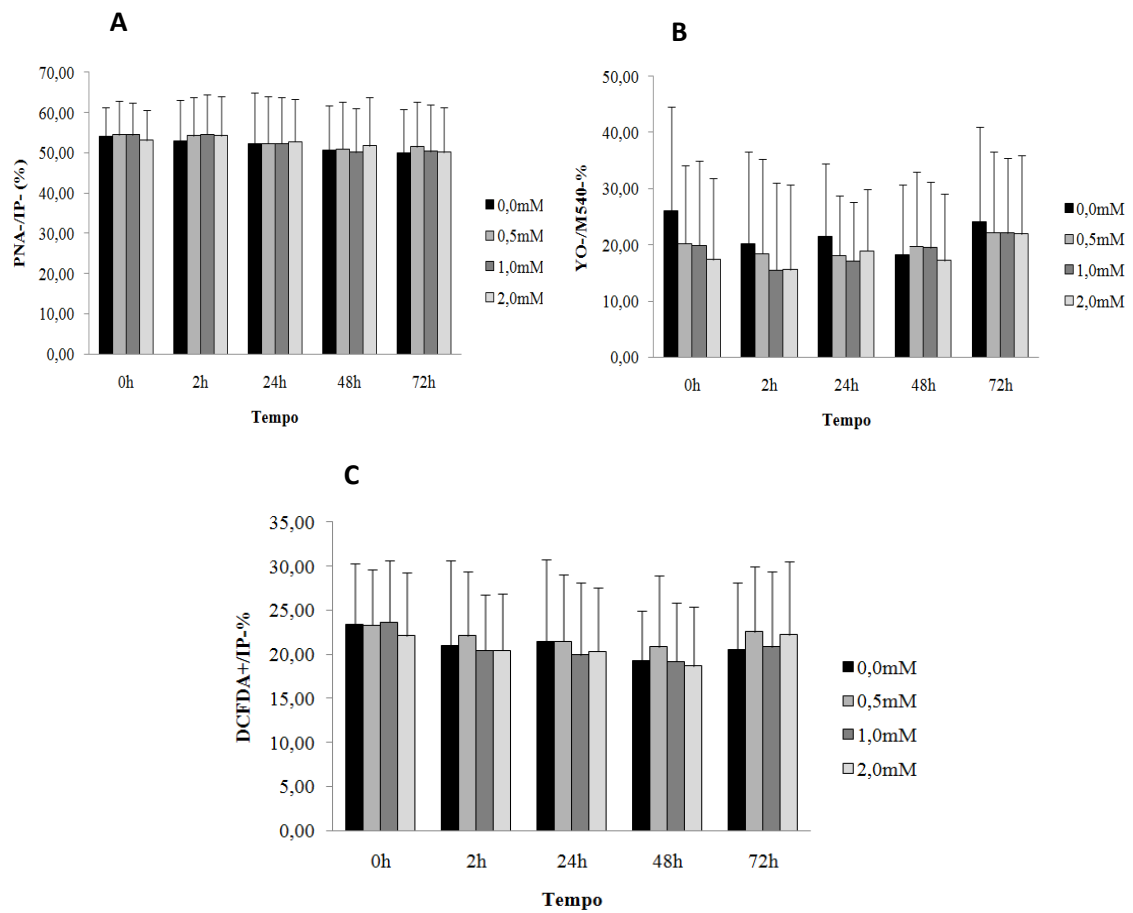 A
PNA-/IP- (%)
70,00
60,00
50,00
40,00
30,00
20,00
10,00
0,00
0h 2h 24h 48h 72h
Tempo
0,0mM
0,5mM
1,0mM
2,0mM
B
YO-/M540-%
50,00
40,00
30,00
20,00
10,00
0,00
0h 2h 24h 48h 72h
Tempo
0,0mM
0,5mM
1,0mM
2,0mM
C
DCFDA+/IP-%
35,00
30,00
25,00
20,00
15,00
10,00
5,00
0,00
0h 2h 24h 48h 72h
Tempo
0,0mM
0,5mM
1,0mM
2,0mM